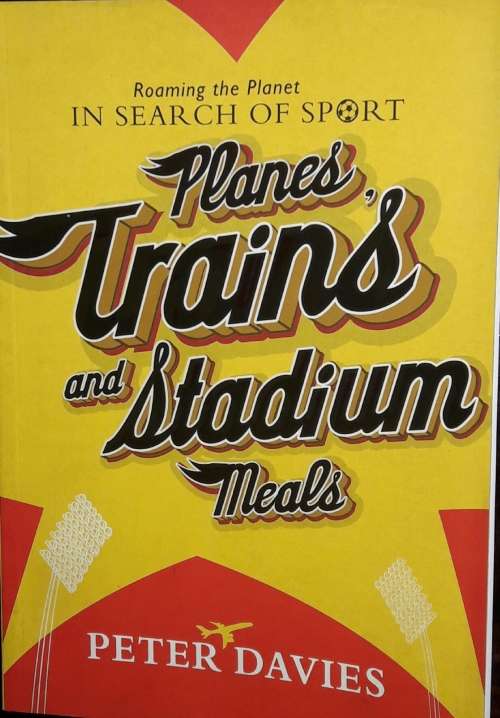 Roaming the Planet
IN SEARCH OF SPORT
Planes,
Trains
and Stadium
Meals
PETER DAVIES